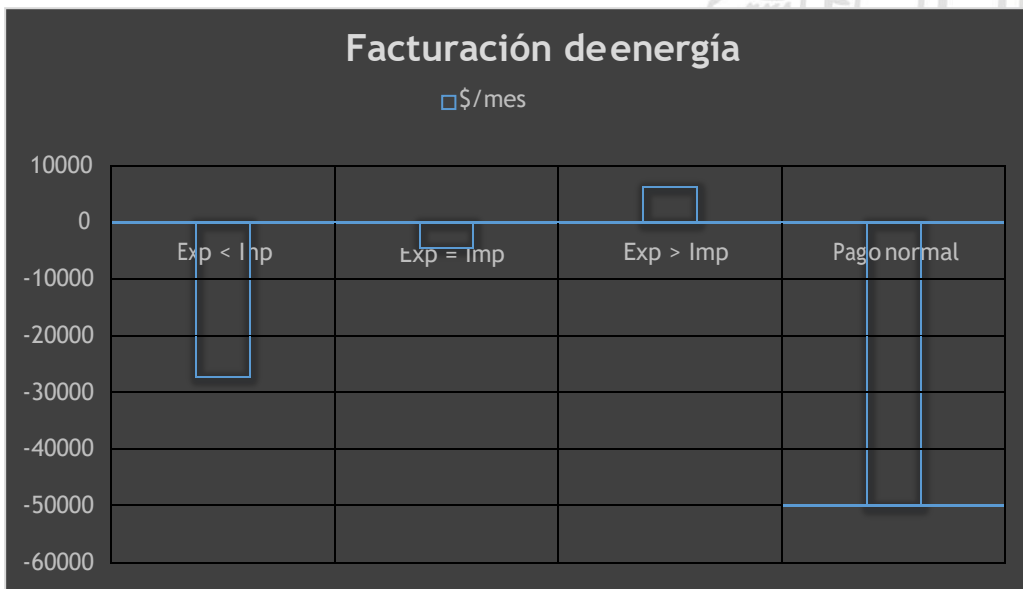 Facturación deenergía
$/mes
10000
0
Exp < Imp
Exp = Imp
Exp > Imp
Pago normal
-10000
-20000
-30000
-40000
-50000
-60000